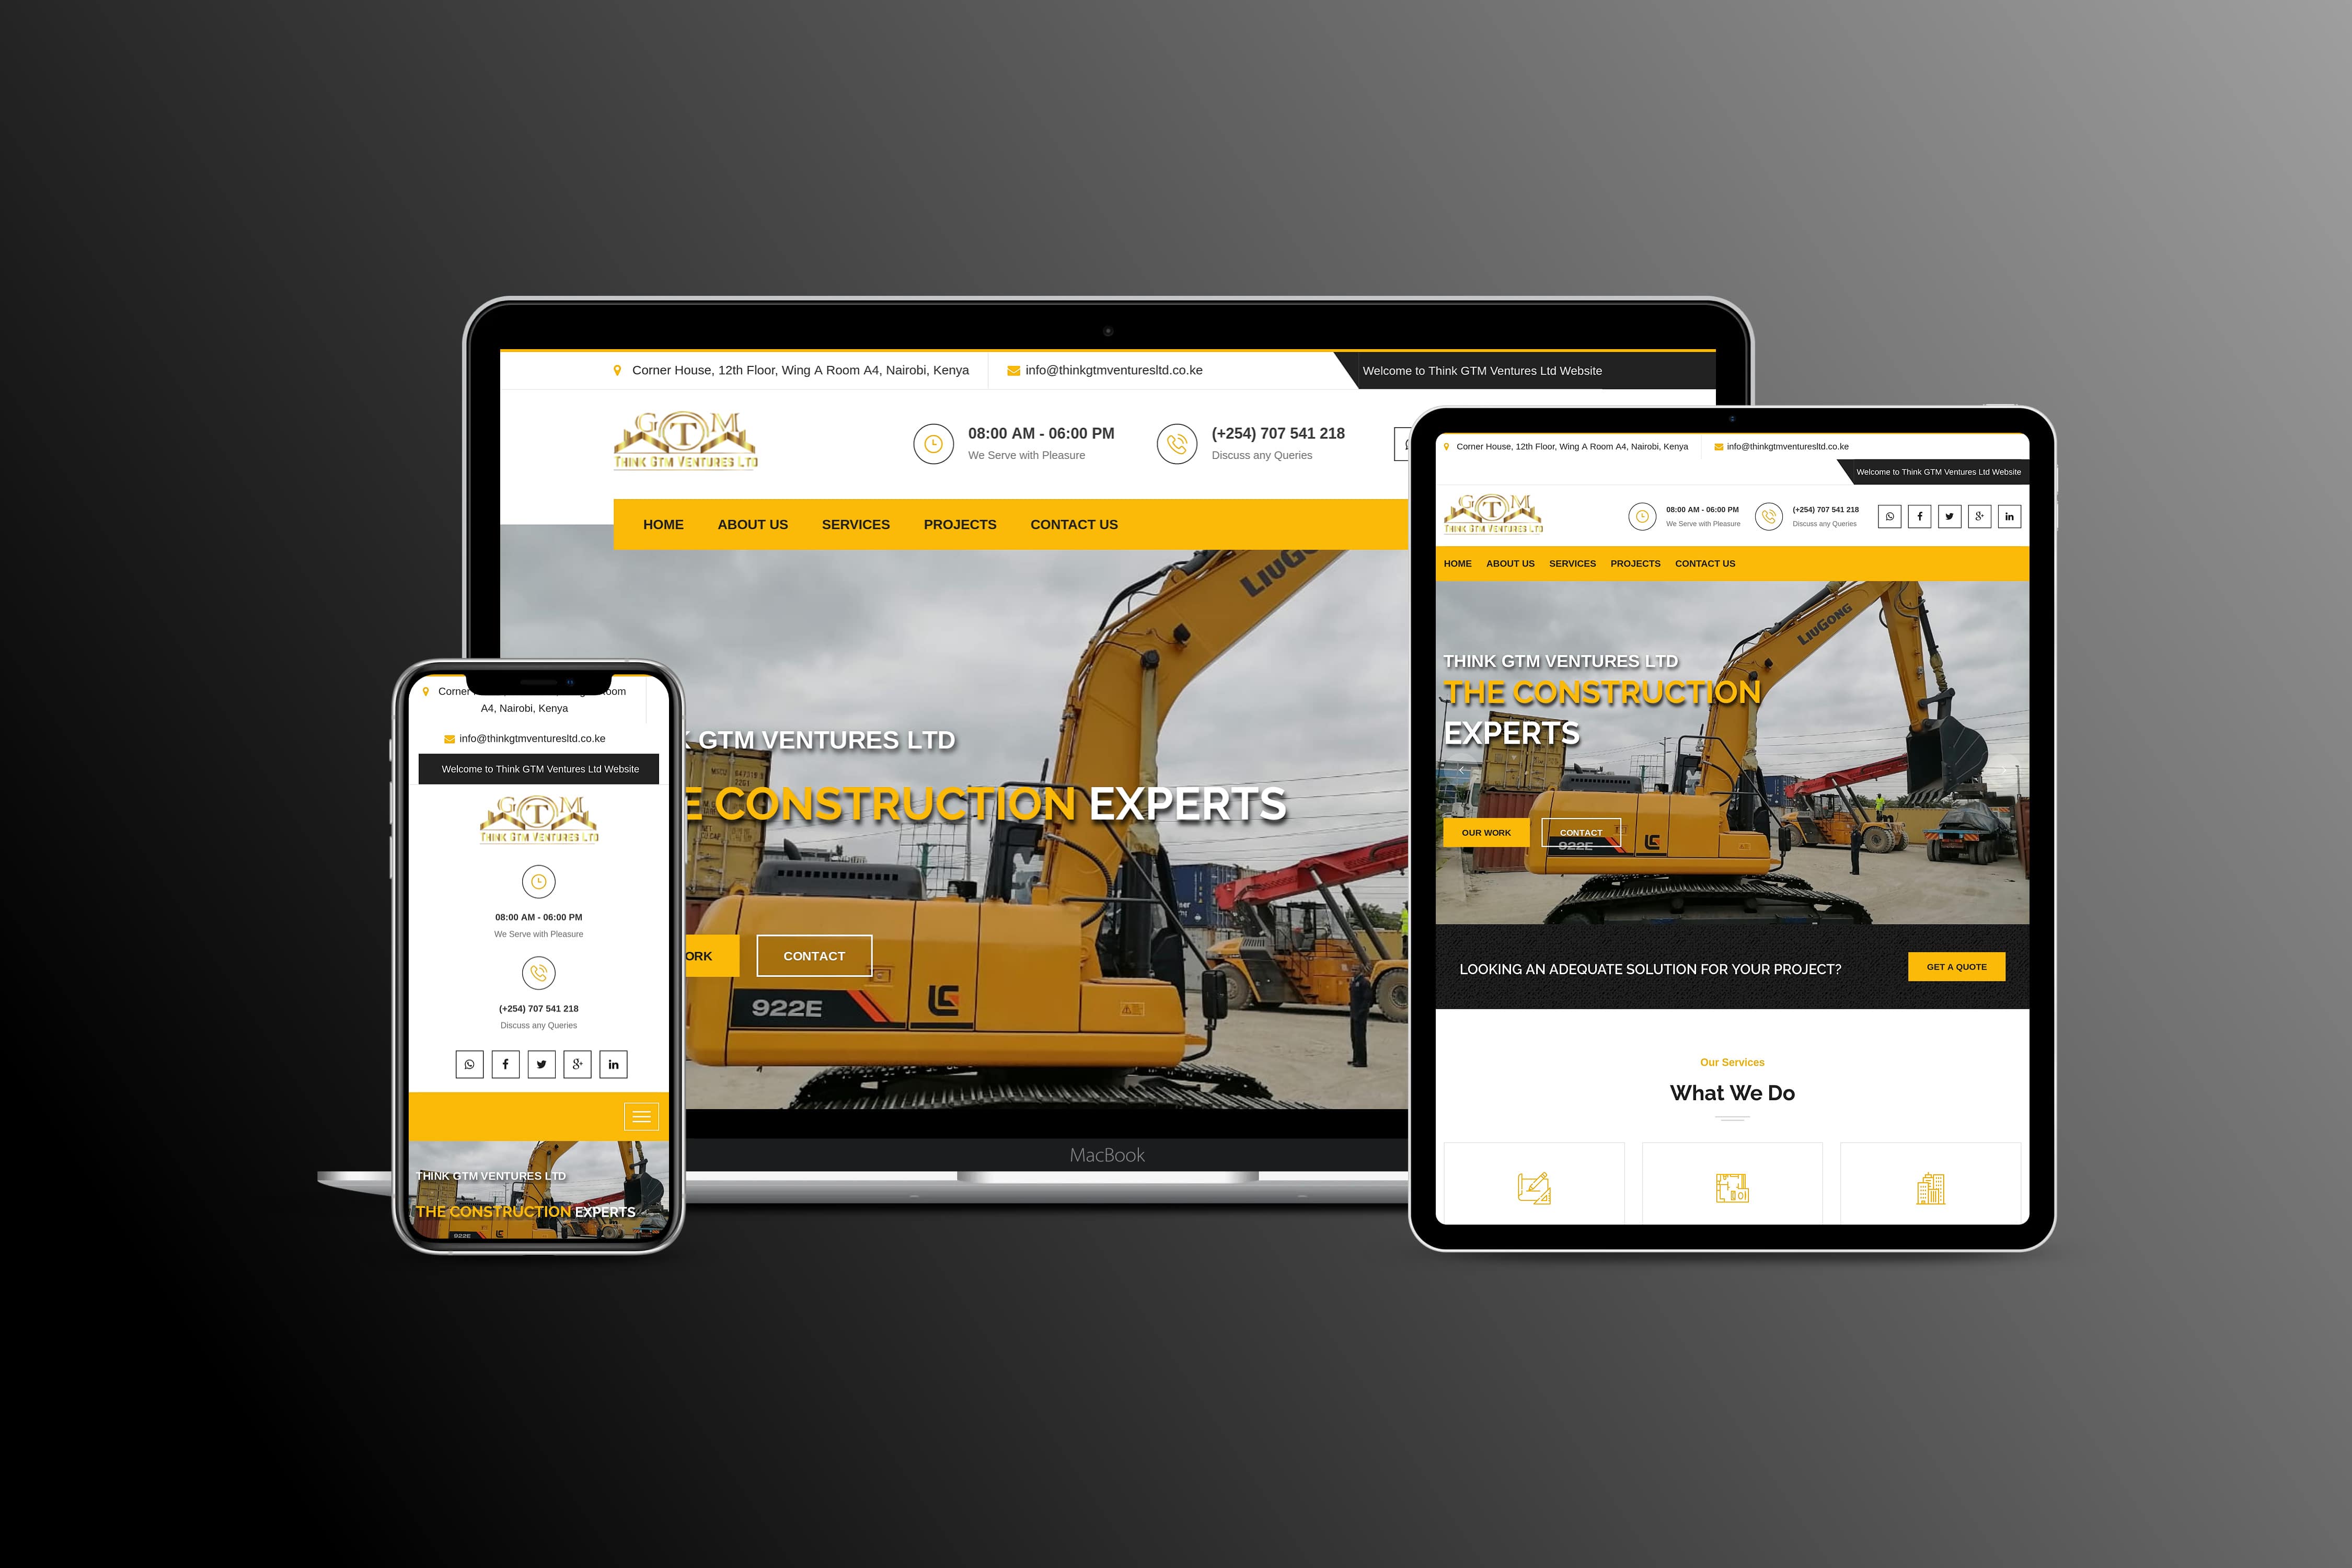 Corner House, 12th Floor, Wing A Room A4, Nairobi, Kenya
info@thinkgtmventuresltd.co.ke
Welcome to Think GTM Ventures Ltd Website
GTM
THINK GTM VENTURES LTD
08:00 AM - 06:00 PM
We Serve with Pleasure
(+254) 707 541 218
Discuss any Queries
HOME ABOUT US SERVICES PROJECTS CONTACT US
LIUGONG
GTM VENTURES LTD
CONSTRUCTION EXPERTS
CONTACT
922E
MacBook
Corner House, 12th Floor, Wing A Room A4, Nairobi, Kenya
info@thinkgtmventuresltd.co.ke
Welcome to Think GTM Ventures Ltd Website
GTM
THINK GTM VENTURES LTD
08:00 AM - 06:00 PM
We Serve with Pleasure
(+254) 707 541 218
Discuss any Queries
HOME ABOUT US SERVICES PROJECTS CONTACT US
LIUGONG
THINK GTM VENTURES LTD
THE CONSTRUCTION
EXPERTS
OUR WORK
CONTACT
922E
LOOKING AN ADEQUATE SOLUTION FOR YOUR PROJECT?
GET A QUOTE
Our Services
What We Do
Corner
A4, Nairobi, Kenya
info@thinkgtmventuresltd.co.ke
Welcome to Think GTM Ventures Ltd Website
GTM
THINK GTM VENTURES LTD
08:00 AM - 06:00 PM
We Serve with Pleasure
(+254) 707 541 218
Discuss any Queries
THINK GTM VENTURES LTD
THE CONSTRUCTION EXPERTS
922E